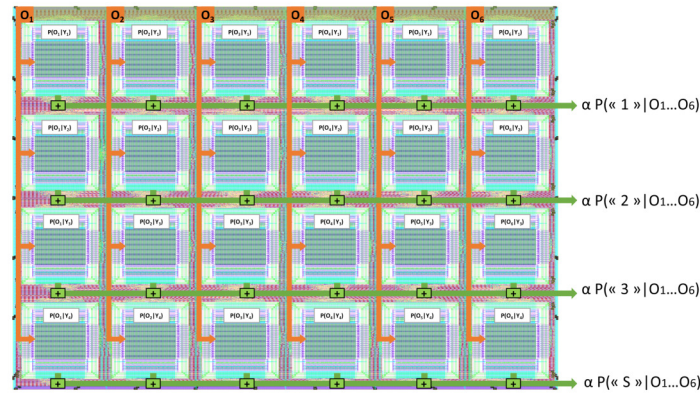 O₁ O₂ O₃ O₄ O₅ O₆
P(O₁|Y₁) P(O₂|Y₁) P(O₃|Y₁) P(O₄|Y₁) P(O₅|Y₁) P(O₆|Y₁)
+ + + + + + α P(« 1 »|O₁...O₆)
P(O₁|Y₂) P(O₂|Y₂) P(O₃|Y₂) P(O₄|Y₂) P(O₅|Y₂) P(O₆|Y₂)
+ + + + + + α P(« 2 »|O₁...O₆)
P(O₁|Y₃) P(O₂|Y₃) P(O₃|Y₃) P(O₄|Y₃) P(O₅|Y₃) P(O₆|Y₃)
+ + + + + + α P(« 3 »|O₁...O₆)
P(O₁|Y₄) P(O₂|Y₄) P(O₃|Y₄) P(O₄|Y₄) P(O₅|Y₄) P(O₆|Y₄)
+ + + + + + α P(« S »|O₁...O₆)